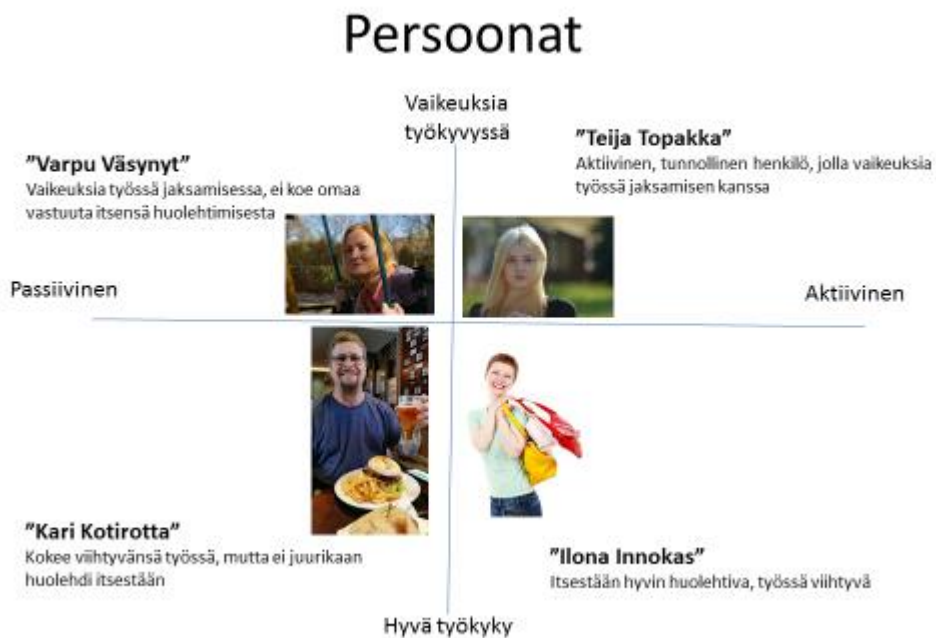 Persoonat
Vaikeuksia
työkyvyssä
"Varpu Väsynyt"
Vaikeuksia työssä jaksamisessa, ei koe omaa
vastuuta itsensä huolehtimisesta
"Teija Topakka"
Aktiivinen, tunnollinen henkilö, jolla vaikeuksia
työssä jaksamisen kanssa
Passiivinen
Aktiivinen
"Kari Kotirotta"
Kokee viihtyvänsä työssä, mutta ei juurikaan
huolehdi itsestään
"Ilona Innokas"
Itsestään hyvin huolehtiva, työssä viihtyvä
Hyvä työkyky